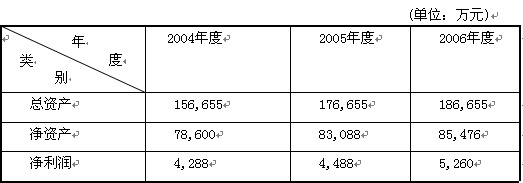 (单位：万元)
年度 类别 2004年度 2005年度 2006年度
总资产 156,655 176,655 186,655
净资产 78,600 83,088 85,476
净利润 4,288 4,488 5,260